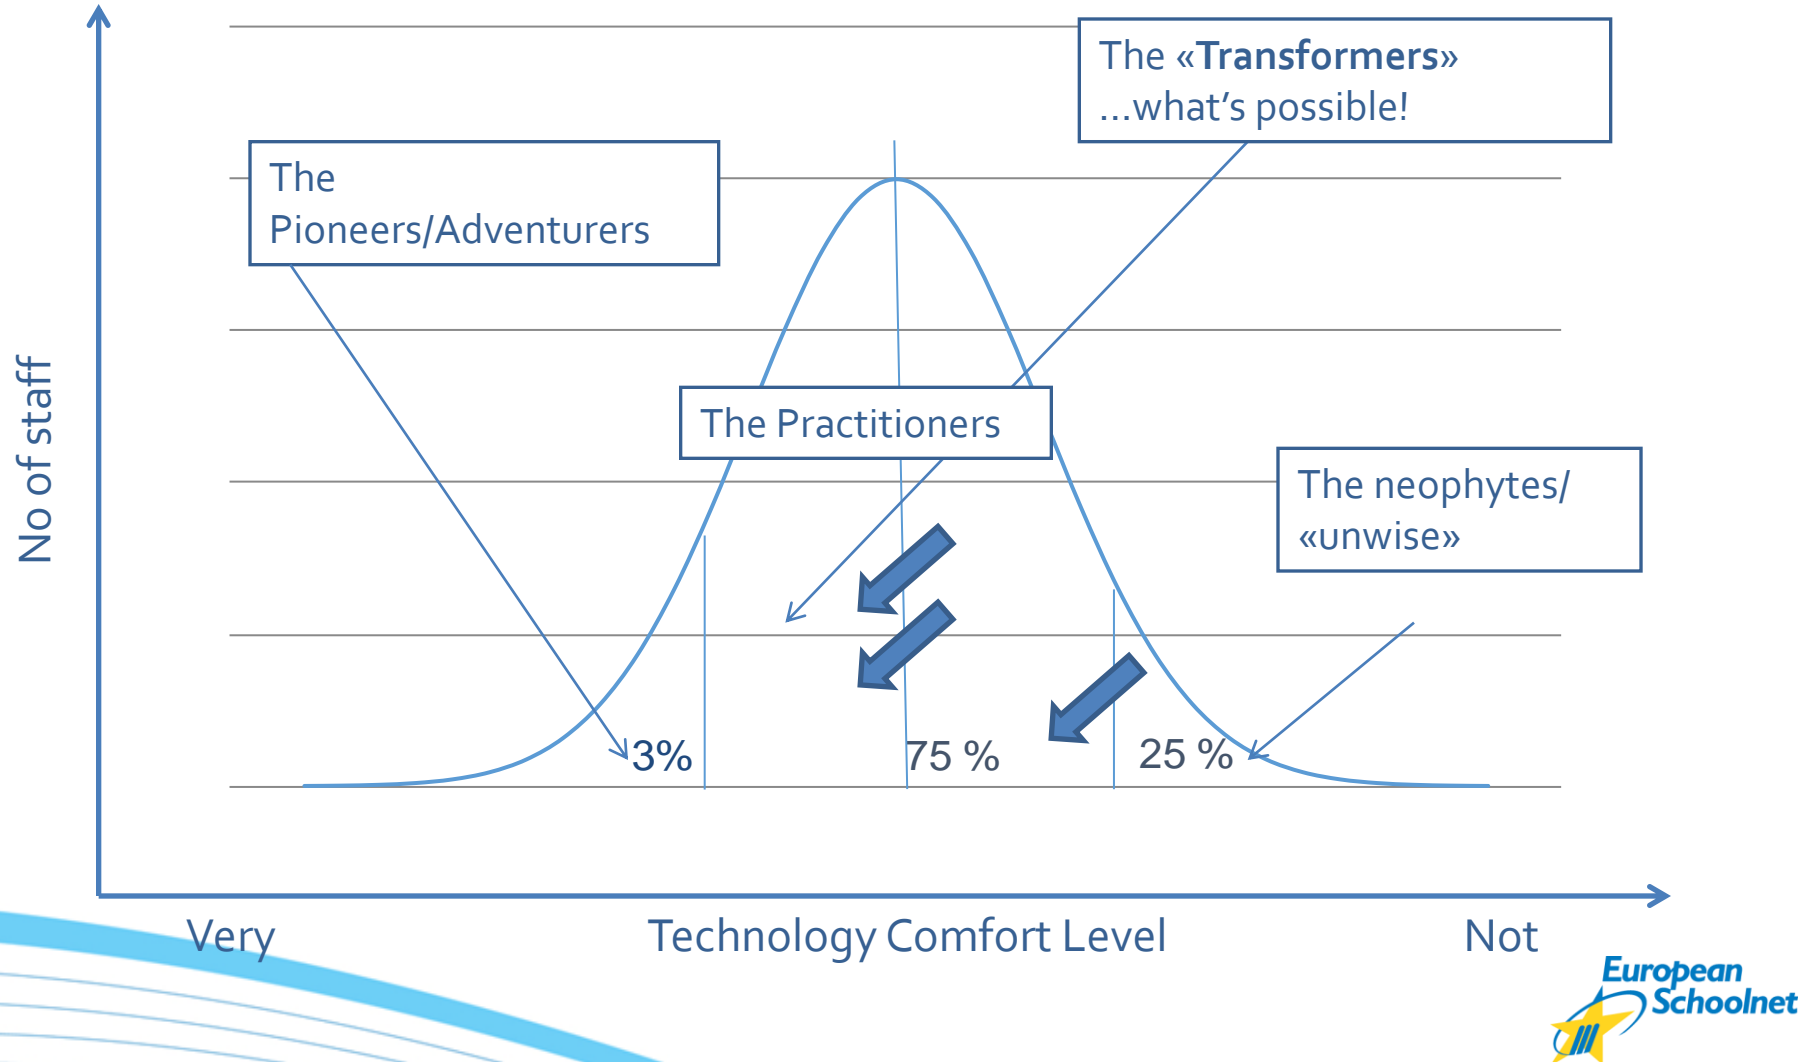 The «Transformers»
...what's possible!
The
Pioneers/Adventurers
No of staff
The Practitioners
The neophytes/
«unwise»
3%
75 %
25 %
Very
Technology Comfort Level
Not
European
Schoolnet